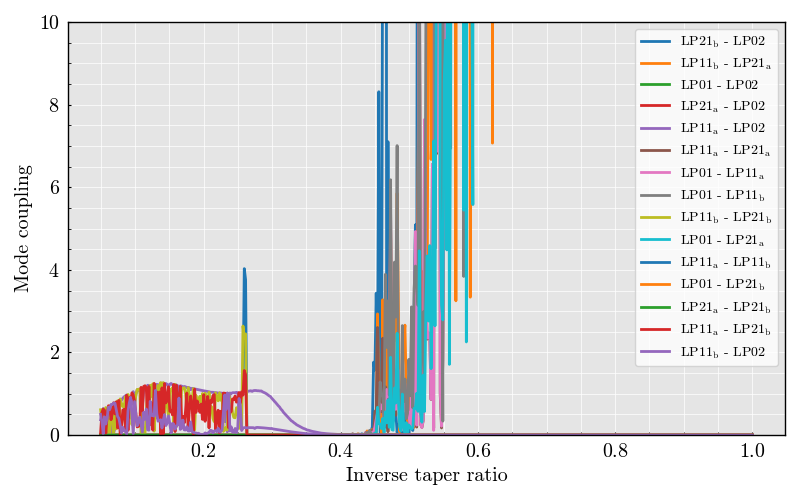 10
8
6
4
2
0
Mode coupling
0.2
0.4
0.6
0.8
1.0
Inverse taper ratio
LP21b - LP02
LP11b - LP21a
LP01 - LP02
LP21a - LP02
LP11a - LP02
LP11a - LP21a
LP01 - LP11a
LP01 - LP11b
LP11b - LP21b
LP01 - LP21a
LP11a - LP11b
LP01 - LP21b
LP21a - LP21b
LP11a - LP21b
LP11b - LP02